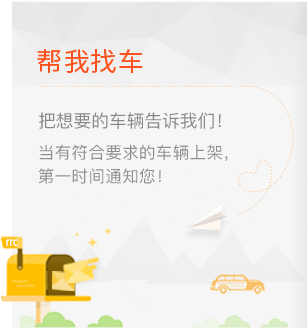 帮我找车
把想要的车辆告诉我们！
当有符合要求的车辆上架，
第一时间通知您！